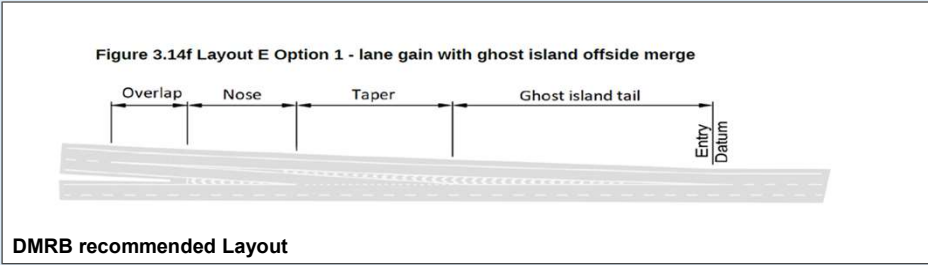 Figure 3.14f Layout E Option 1 - lane gain with ghost island offside merge
Overlap
Nose
Taper
Ghost island tail
Entry
Datum
DMRB recommended Layout